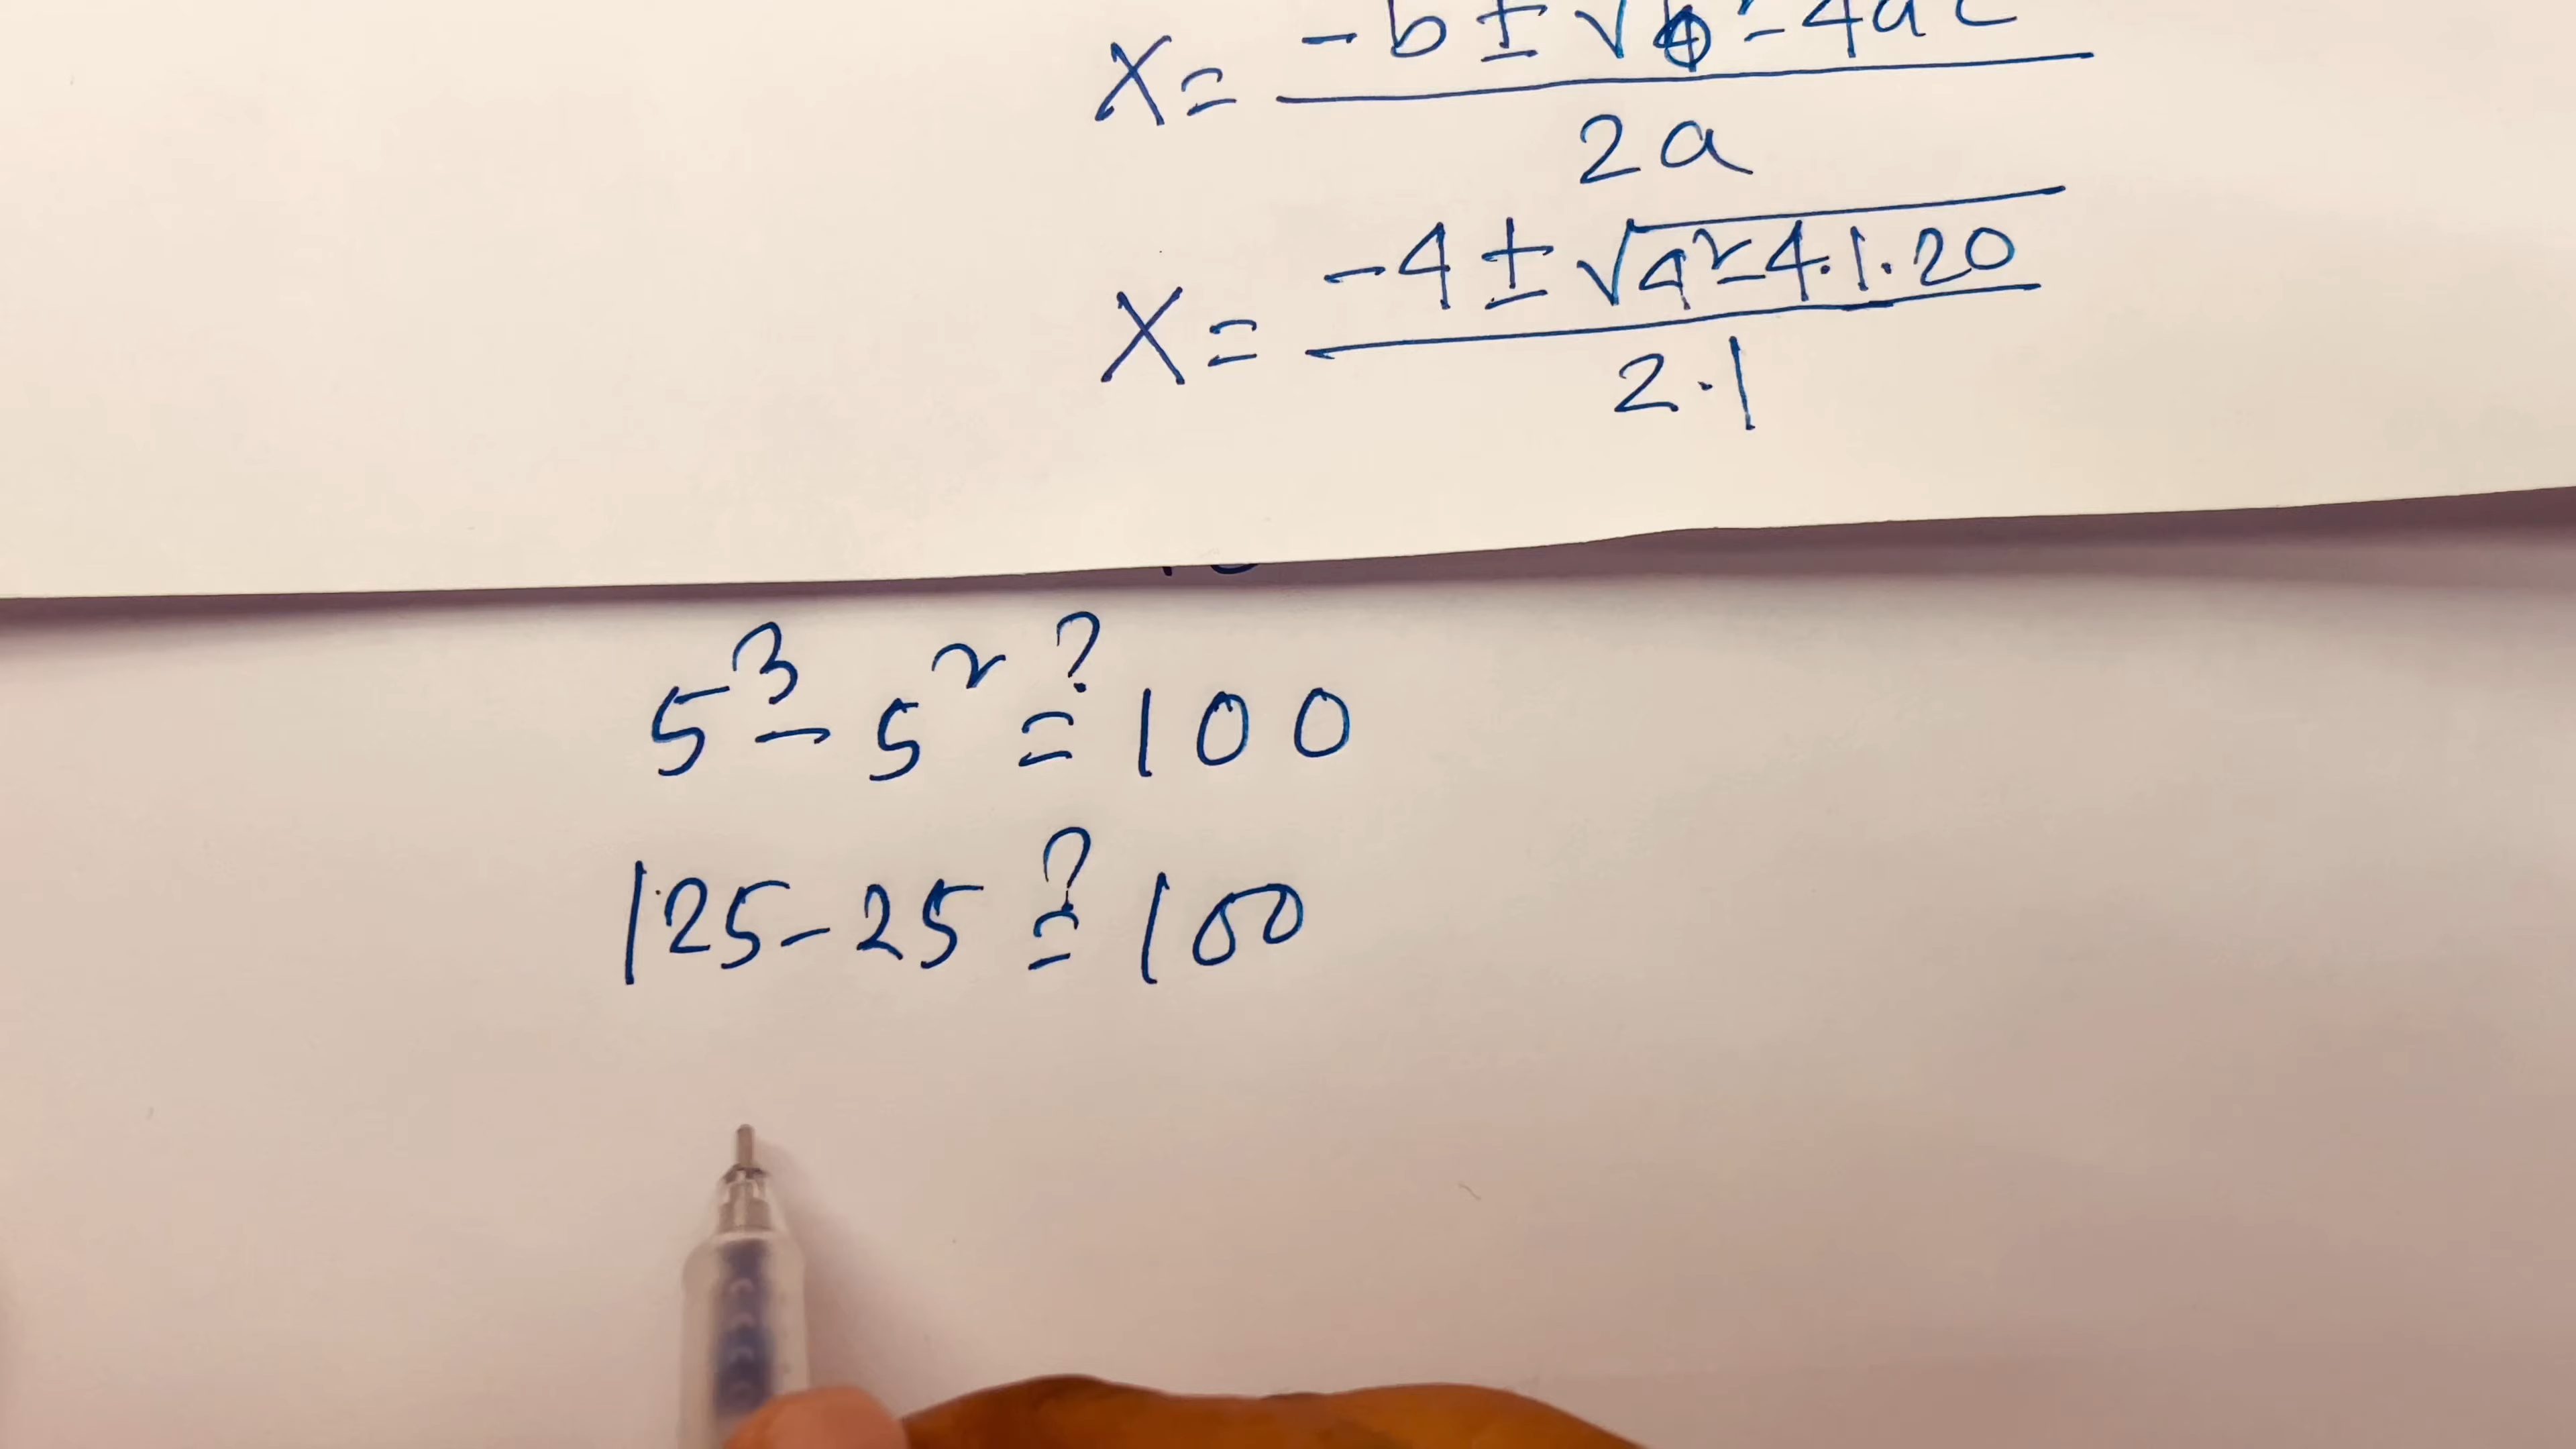 X = -b ± √b² - 4ac / 2a
X = -4 ± √4² - 4.1.20 / 2.1
5³ - 5² ≟ 100
125 - 25 ≟ 100